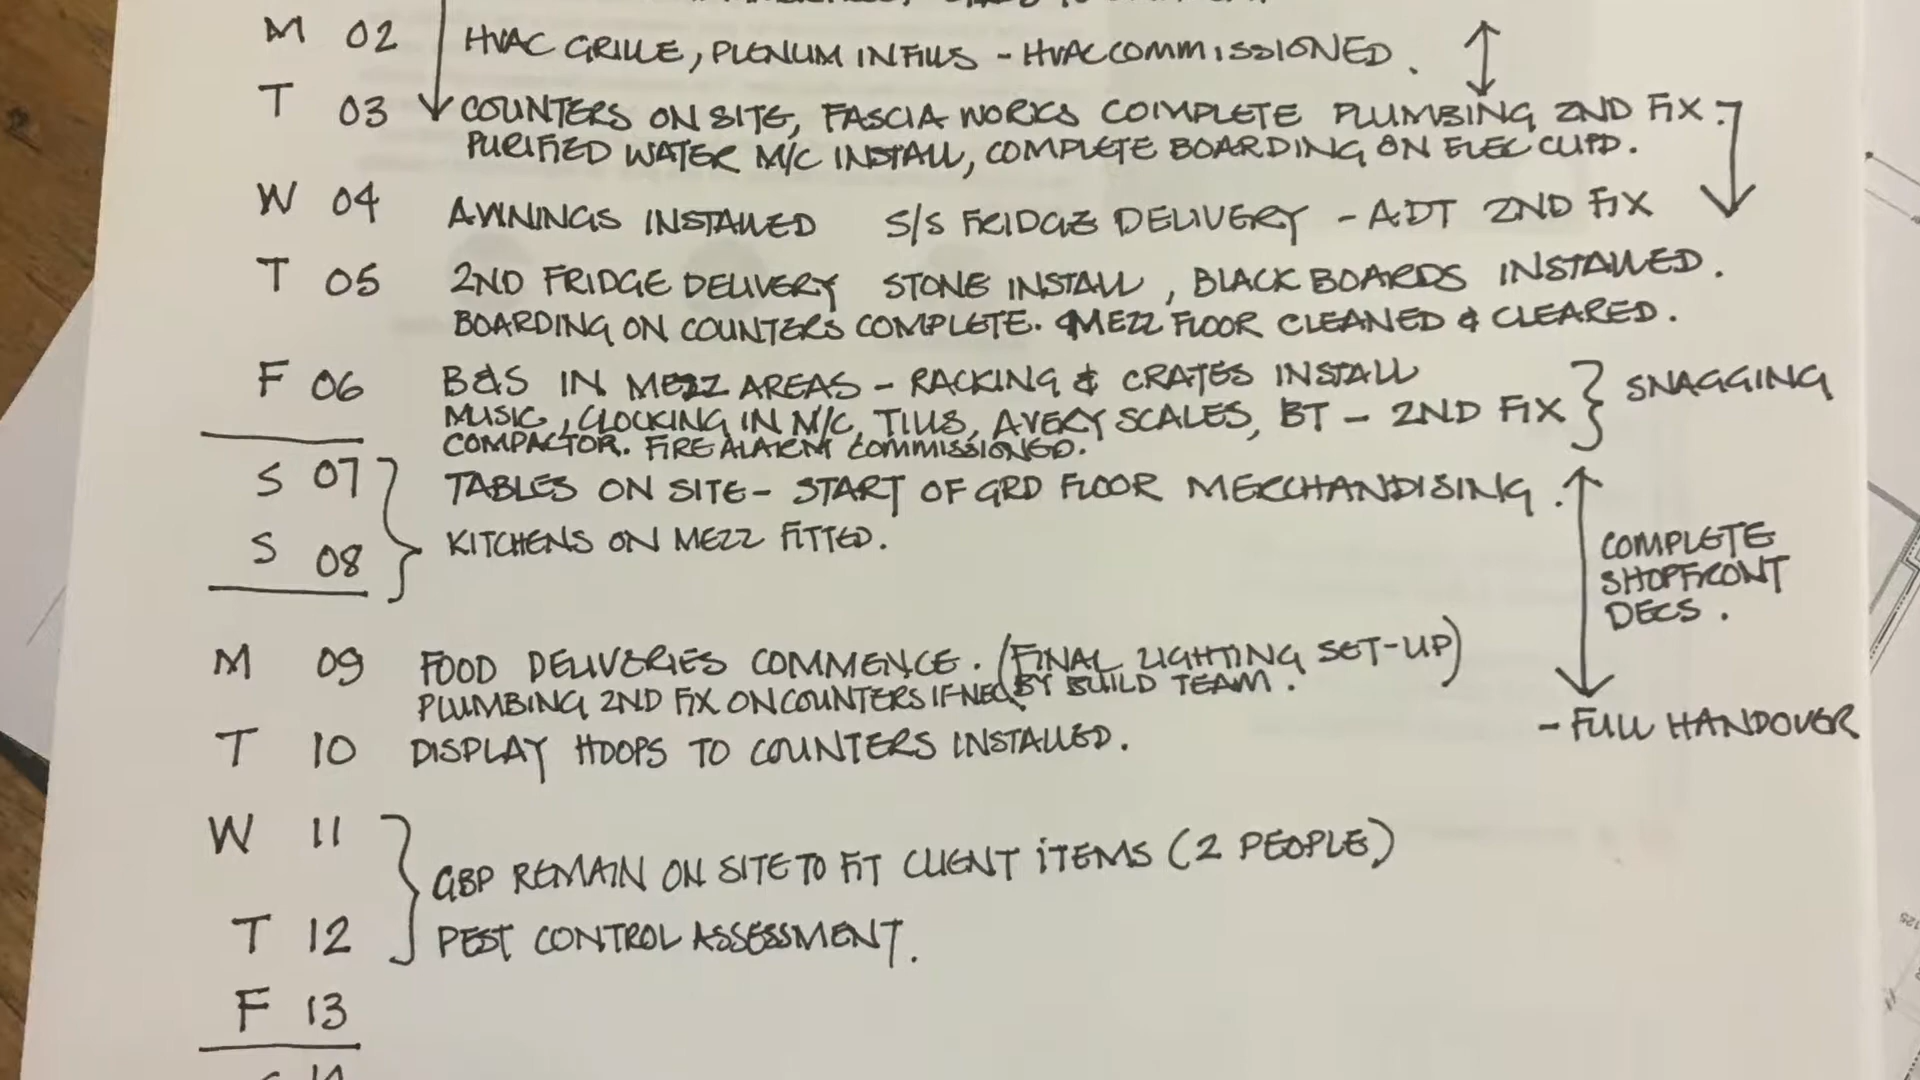 M 02 HVAC GRILLE, PLENUM INFILLS - HVAC COMMISSIONED.
T 03 COUNTERS ON SITE, FASCIA WORKS COMPLETE PLUMBING 2ND FIX.
PURIFIED WATER M/C INSTALL, COMPLETE BOARDING ON ELEC CUPD.
W 04 AWNINGS INSTALLED S/S FRIDGE DELIVERY - ADT 2ND FIX
T 05 2ND FRIDGE DELIVERY STONE INSTALL, BLACK BOARDS INSTALLED.
BOARDING ON COUNTERS COMPLETE. MEZZ FLOOR CLEANED & CLEARED.
F 06 B&S IN MEZZ AREAS - RACKING & CRATES INSTALL
MUSIC, CLOCKING IN M/C, TILLS, AVERY SCALES, BT - 2ND FIX
SNAGGING
COMPACTOR. FIRE ALARM COMMISSIONED.
S 07 TABLES ON SITE - START OF GRD FLOOR MERCHANDISING.
S 08 KITCHENS ON MEZZ FITTED.
COMPLETE
SHOPFRONT
DECS.
M 09 FOOD DELIVERIES COMMENCE. (FINAL LIGHTING SET-UP)
PLUMBING 2ND FIX ON COUNTERS IF NEC BY BUILD TEAM.
- FULL HANDOVER
T 10 DISPLAY HOOPS TO COUNTERS INSTALLED.
W 11 GBP REMAIN ON SITE TO FIT CLIENT ITEMS (2 PEOPLE)
T 12 PEST CONTROL ASSESSMENT.
F 13